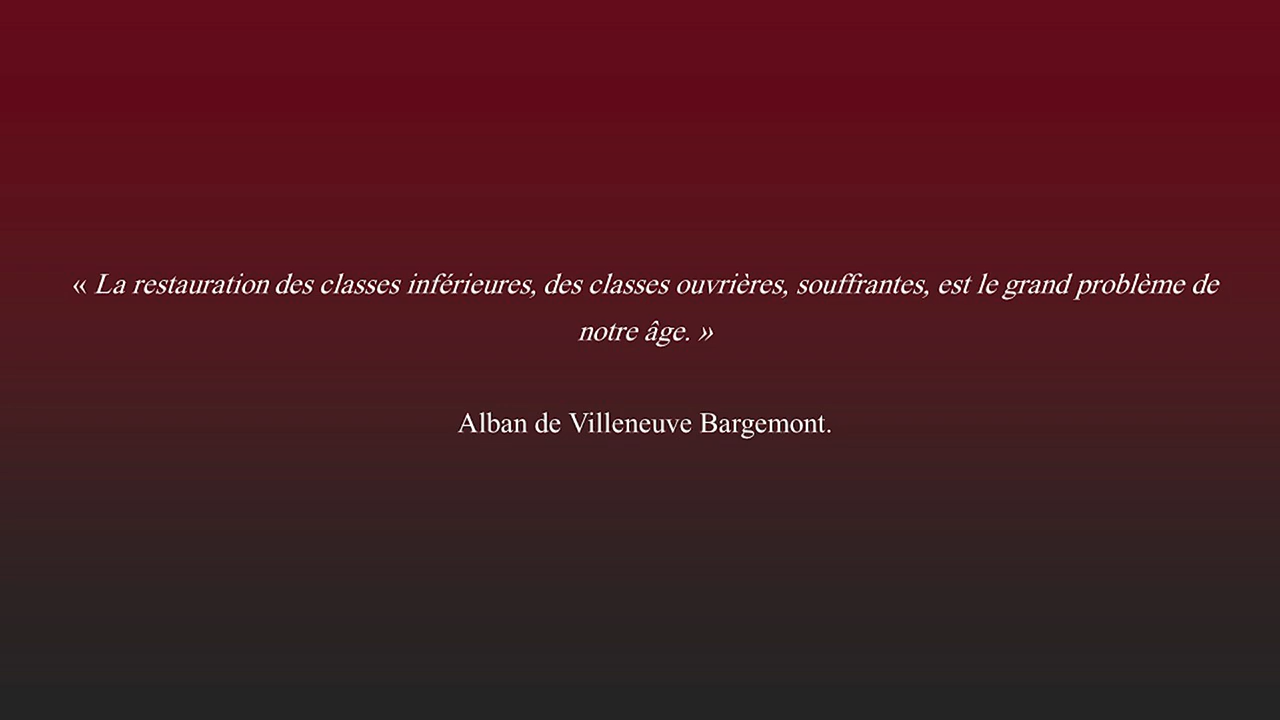 « La restauration des classes inférieures, des classes ouvrières, souffrantes, est le grand problème de
notre âge. »
Alban de Villeneuve Bargemont.